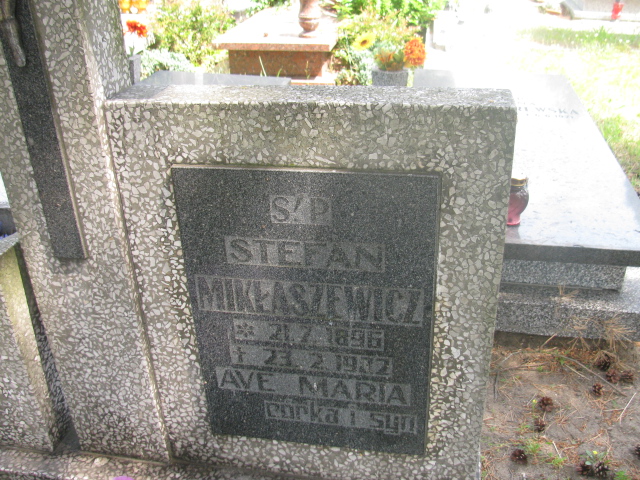 Ś P
STEFAN
MIKŁASZEWICZ
* 21.7.1896
† 23.2.1982
AVE MARIA
córka i syn